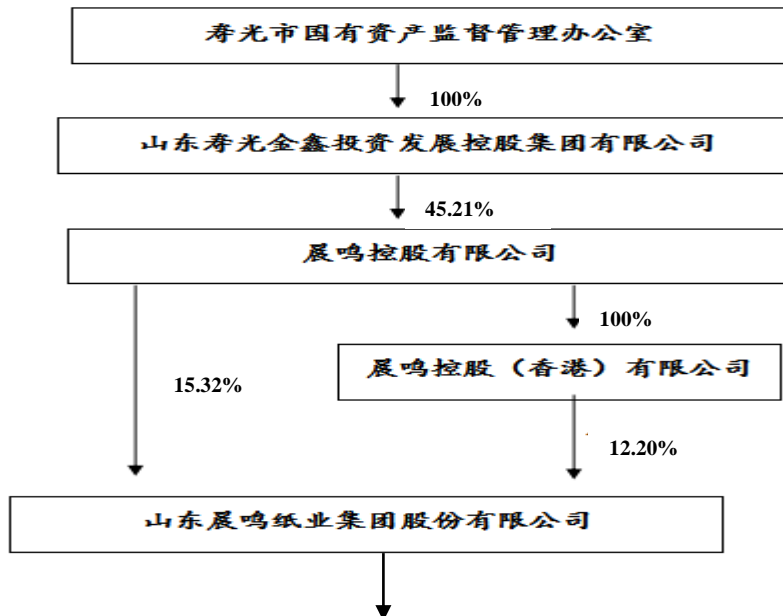 寿光市国有资产监督管理办公室
100%
山东寿光金鑫投资发展控股集团有限公司
45.21%
晨鸣控股有限公司
100%
晨鸣控股（香港）有限公司
15.32%
12.20%
山东晨鸣纸业集团股份有限公司